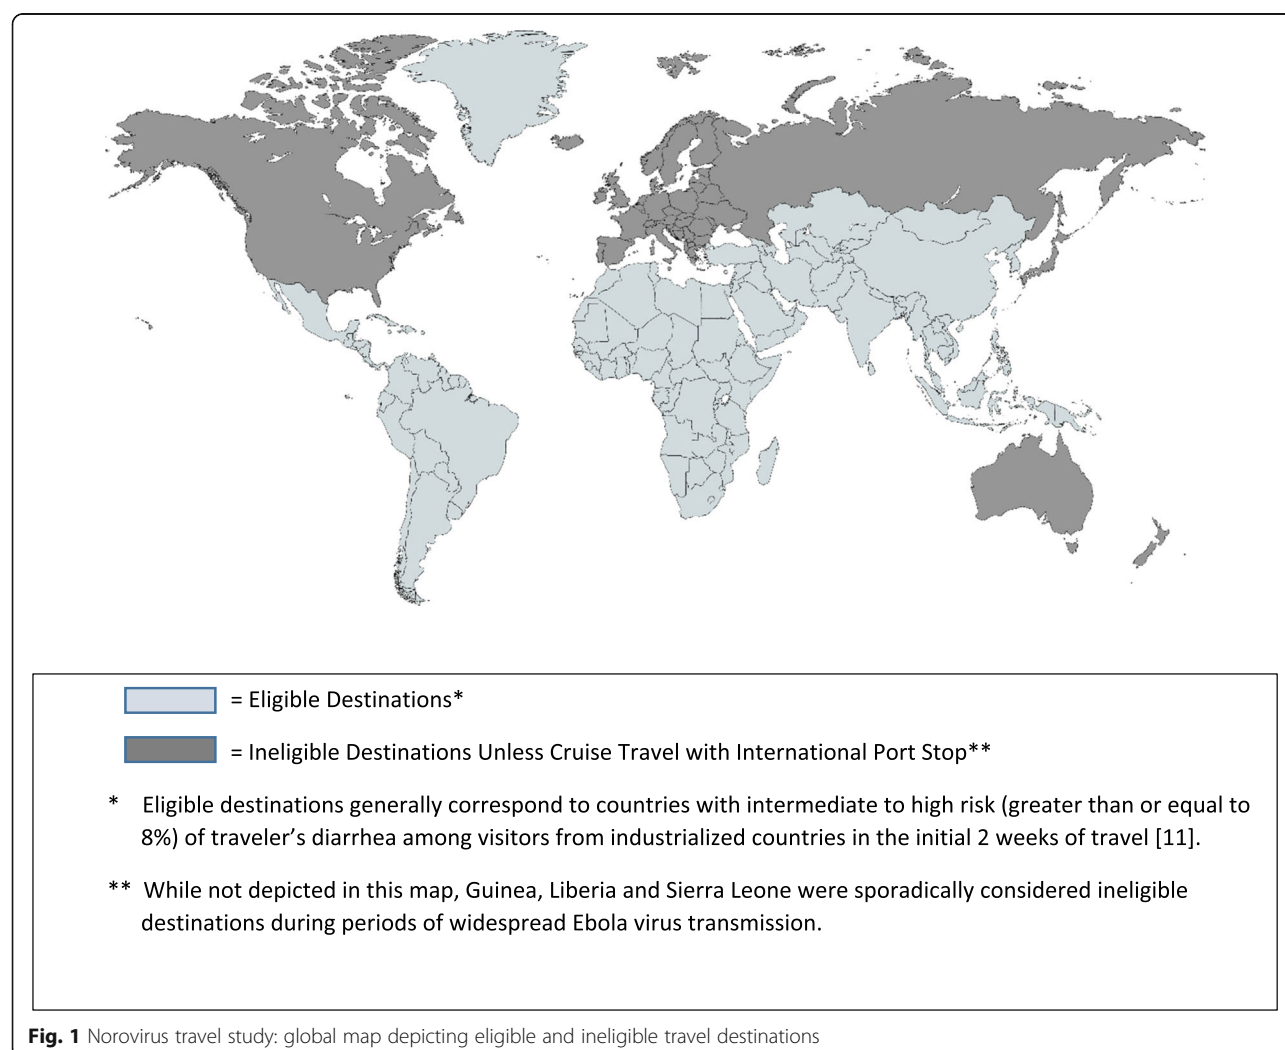 = Eligible Destinations*
= Ineligible Destinations Unless Cruise Travel with International Port Stop**
* Eligible destinations generally correspond to countries with intermediate to high risk (greater than or equal to
8%) of traveler’s diarrhea among visitors from industrialized countries in the initial 2 weeks of travel [11].
** While not depicted in this map, Guinea, Liberia and Sierra Leone were sporadically considered ineligible
destinations during periods of widespread Ebola virus transmission.
Fig. 1 Norovirus travel study: global map depicting eligible and ineligible travel destinations